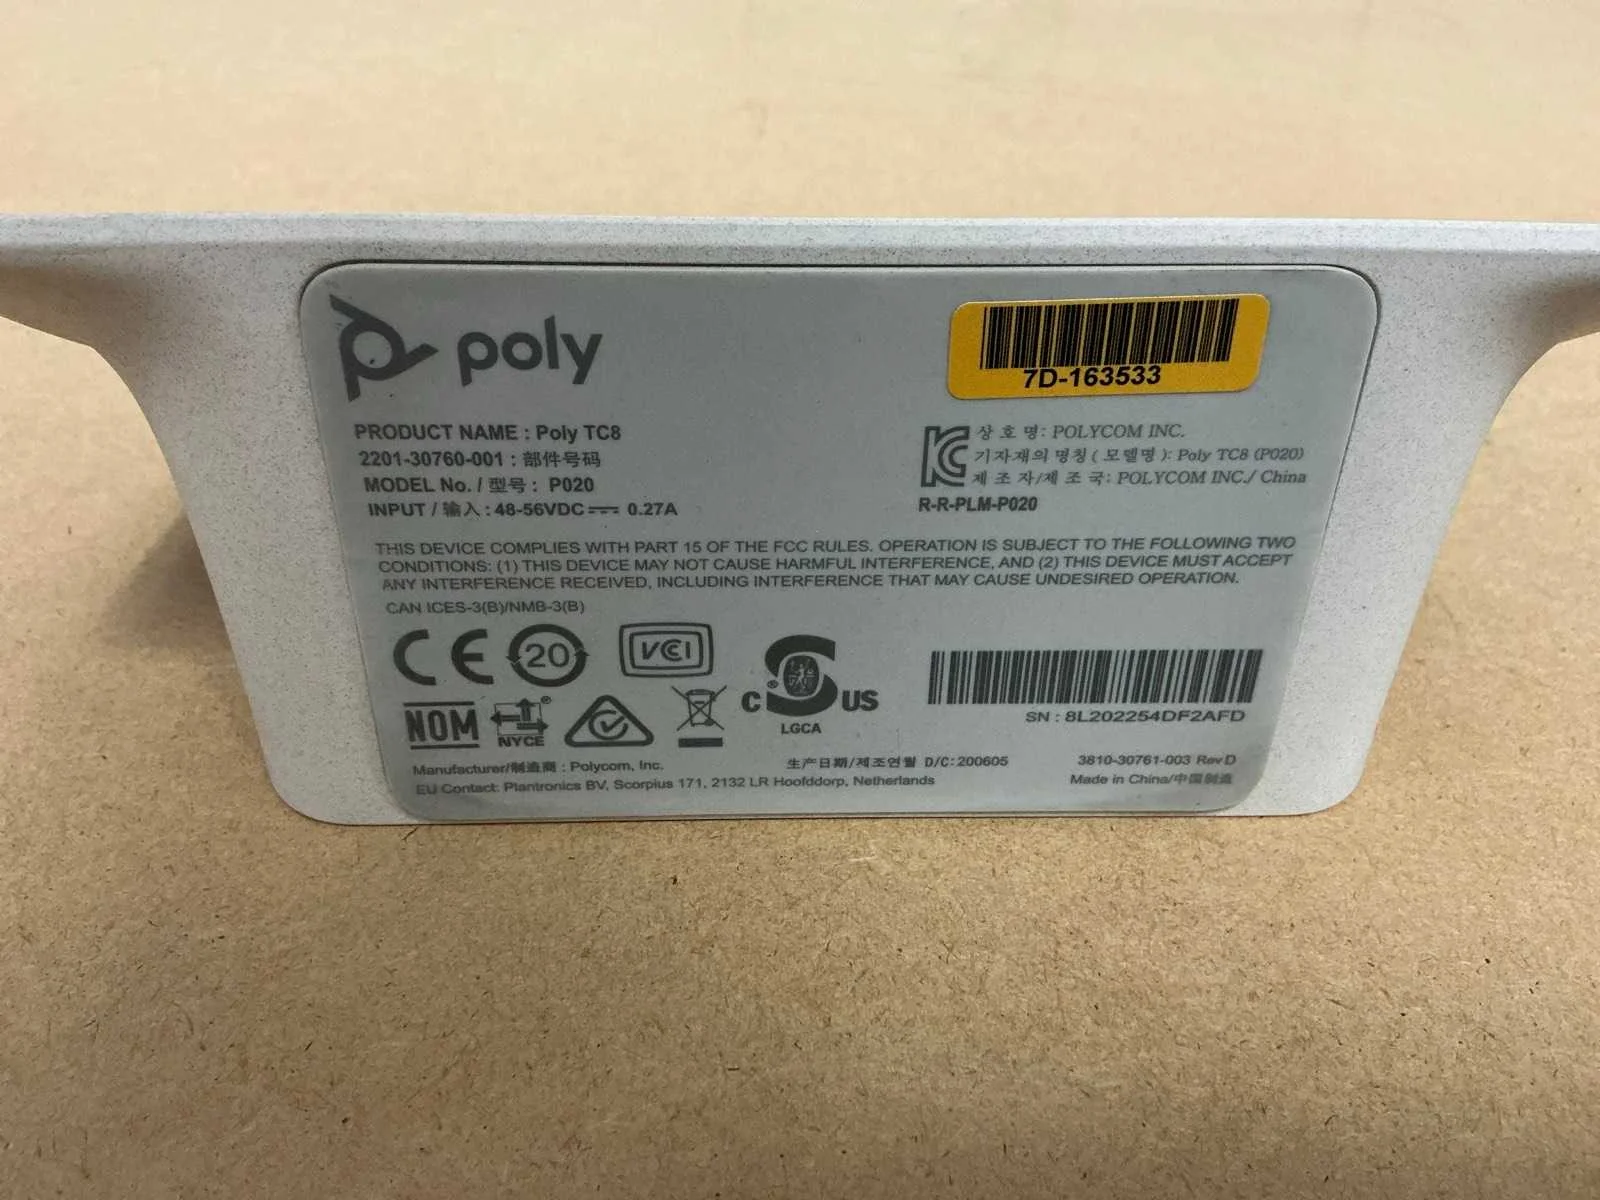 poly
7D-163533
PRODUCT NAME : Poly TC8
2201-30760-001 : 部件号码
MODEL No. / 型号 : P020
INPUT / 输入 : 48-56VDC 0.27A
상 호 명: POLYCOM INC.
기자재의 명칭 ( 모델명 ): Poly TC8 (P020)
제 조 자/제 조 국: POLYCOM INC./ China
R-R-PLM-P020
THIS DEVICE COMPLIES WITH PART 15 OF THE FCC RULES. OPERATION IS SUBJECT TO THE FOLLOWING TWO
CONDITIONS: (1) THIS DEVICE MAY NOT CAUSE HARMFUL INTERFERENCE, AND (2) THIS DEVICE MUST ACCEPT
ANY INTERFERENCE RECEIVED, INCLUDING INTERFERENCE THAT MAY CAUSE UNDESIRED OPERATION.
CAN ICES-3(B)/NMB-3(B)
CE 20 VCI
C S ® US
LGCA
NOM NYCE ®
SN : 8L202254DF2AFD
Manufacturer/制造商 : Polycom, Inc.
生产日期/제조연월 D/C:200605
3810-30761-003 Rev D
EU Contact: Plantronics BV, Scorpius 171, 2132 LR Hoofddorp, Netherlands
Made in China/中国制造